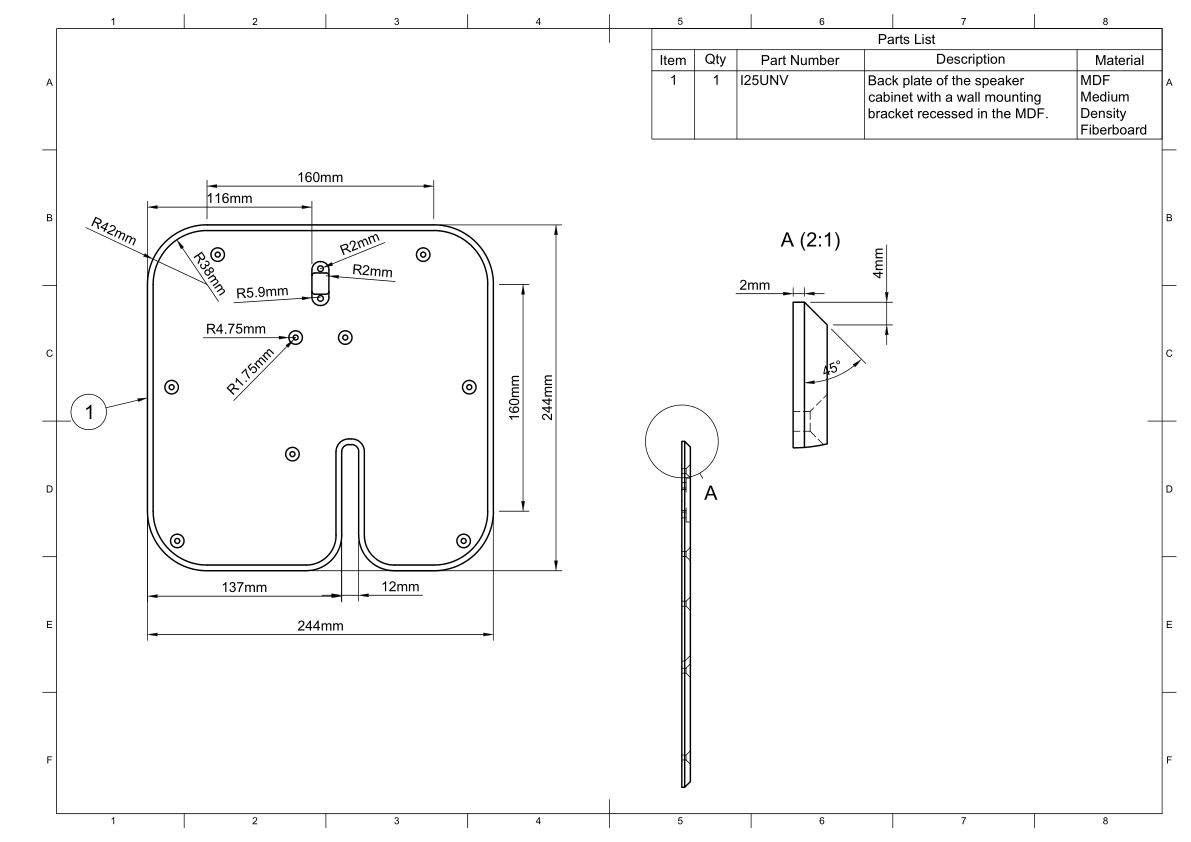 1 2 3 4 5 6 7 8
Parts List
Item Qty Part Number Description Material
1 1 I25UNV Back plate of the speaker MDF
cabinet with a wall mounting Medium
bracket recessed in the MDF. Density
Fiberboard
A A
160mm
116mm
B B
R42mm
R38mm
R2mm
R2mm
R5.9mm
A (2:1)
4mm
2mm
R4.75mm
R1.75mm
C C
45°
160mm
244mm
1
D D
A
137mm
12mm
244mm
E E
F F
1 2 3 4 5 6 7 8